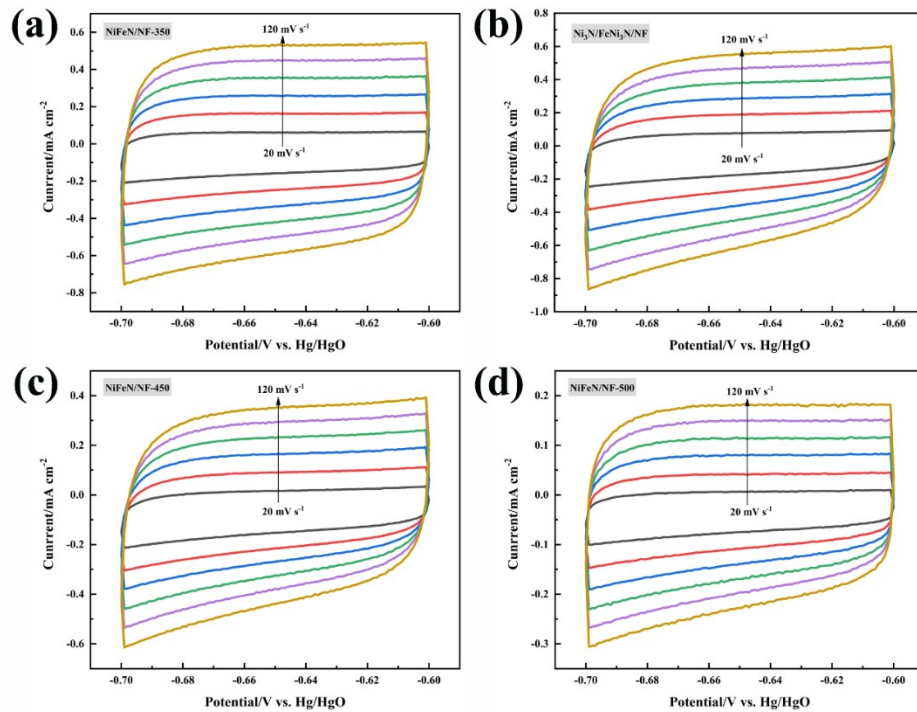 (a)
NiFeN/NF-350
120 mV s⁻¹
20 mV s⁻¹
0.6
0.4
0.2
0.0
-0.2
-0.4
-0.6
-0.8
Cunrrent/mA cm⁻²
-0.70 -0.68 -0.66 -0.64 -0.62 -0.60
Potential/V vs. Hg/HgO
(b)
Ni₃N/FeNi₃N/NF
120 mV s⁻¹
20 mV s⁻¹
0.8
0.6
0.4
0.2
0.0
-0.2
-0.4
-0.6
-0.8
-1.0
Cunrrent/mA cm⁻²
-0.70 -0.68 -0.66 -0.64 -0.62 -0.60
Potential/V vs. Hg/HgO
(c)
NiFeN/NF-450
120 mV s⁻¹
20 mV s⁻¹
0.4
0.2
0.0
-0.2
-0.4
-0.6
Cunrrent/mA cm⁻²
-0.70 -0.68 -0.66 -0.64 -0.62 -0.60
Potential/V vs. Hg/HgO
(d)
NiFeN/NF-500
120 mV s⁻¹
20 mV s⁻¹
0.2
0.1
0.0
-0.1
-0.2
-0.3
Cunrrent/mA cm⁻²
-0.70 -0.68 -0.66 -0.64 -0.62 -0.60
Potential/V vs. Hg/HgO